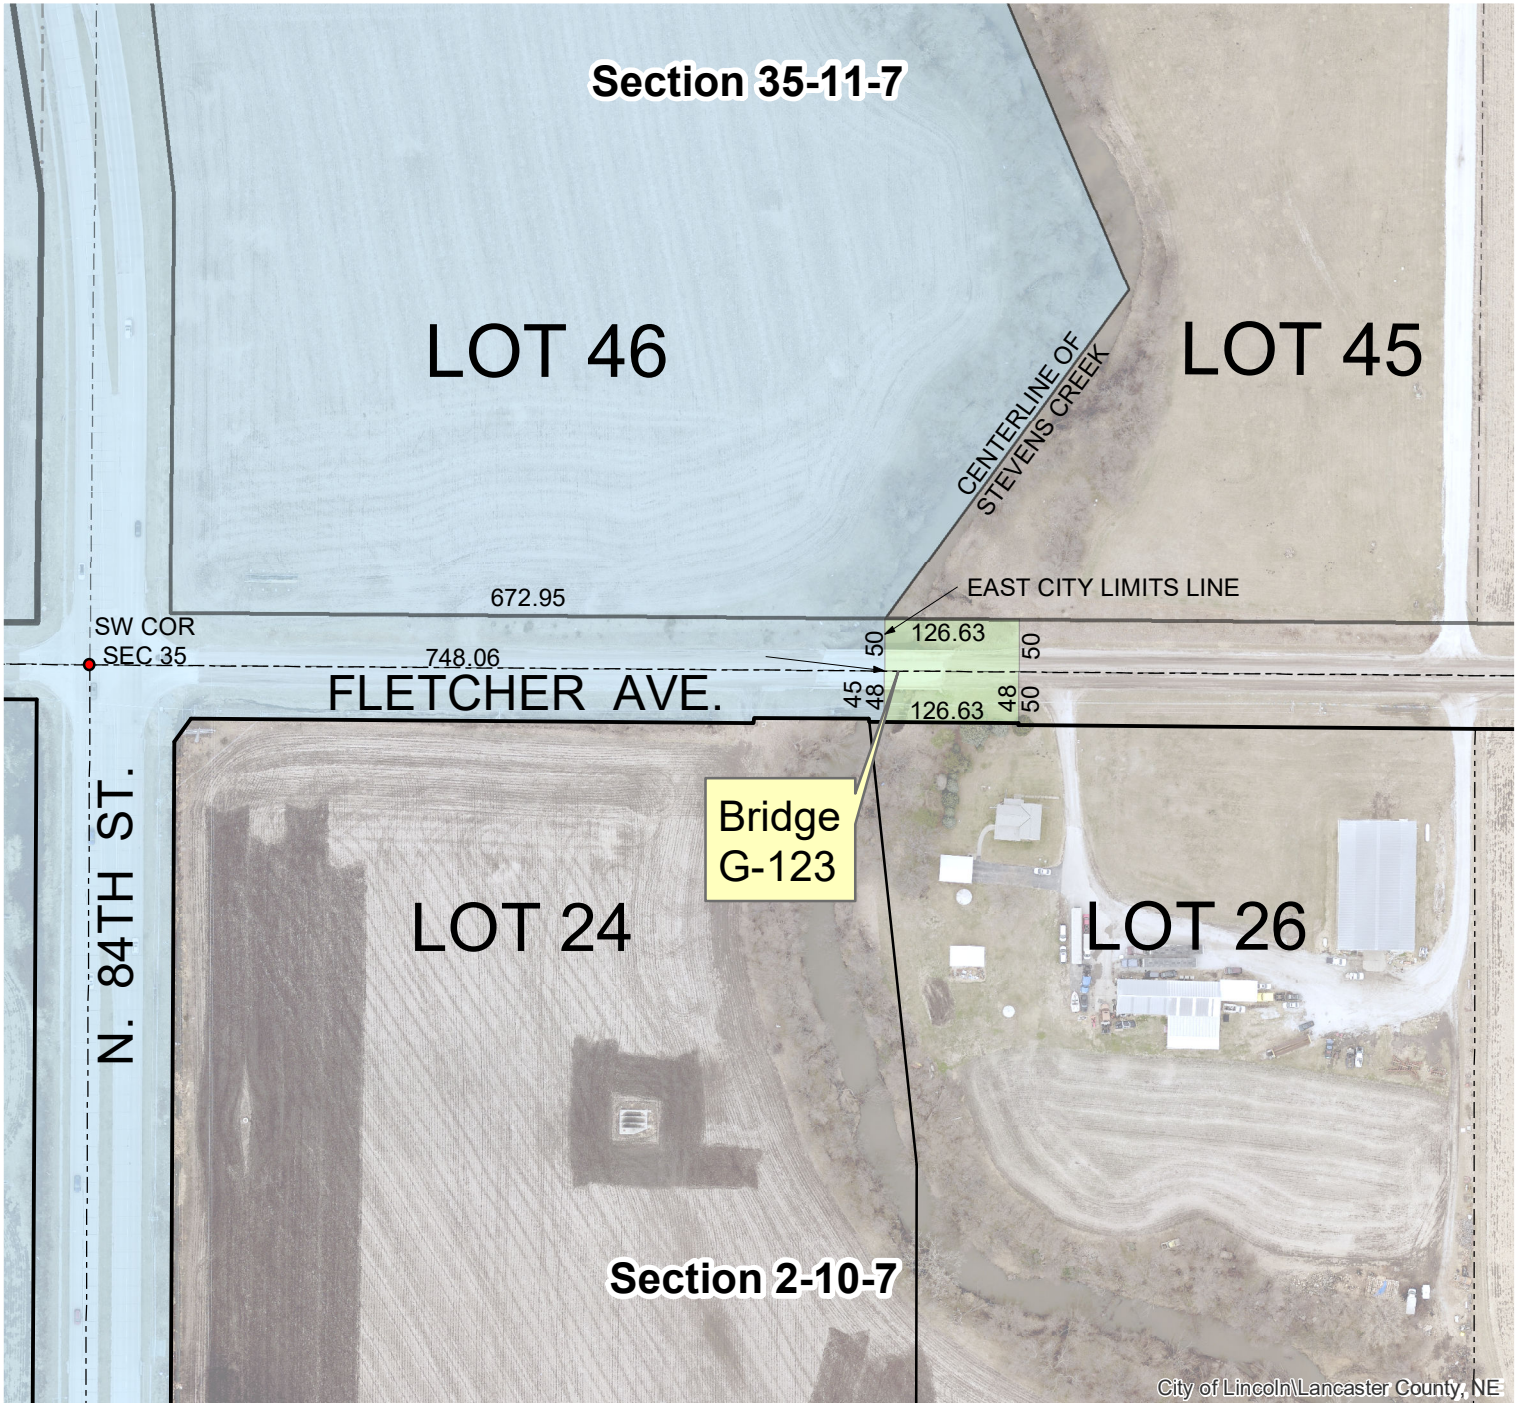 Section 35-11-7
LOT 46
LOT 45
CENTERLINE OF
STEVENS CREEK
EAST CITY LIMITS LINE
672.95
SW COR
SEC 35
50
126.63
50
748.06
FLETCHER AVE.
45
48
126.63
48
50
N. 84TH ST.
Bridge
G-123
LOT 24
LOT 26
Section 2-10-7
City of Lincoln\Lancaster County, NE